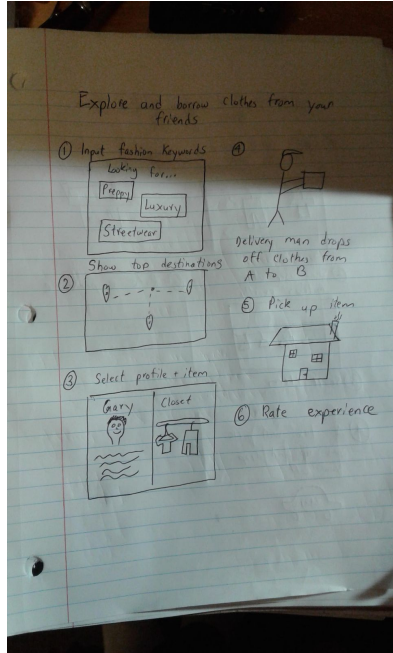 Explore and borrow clothes from your
friends
① Input fashion Keywords
Looking for...
Preppy
Luxury
Streetwear
② Show top destinations
③ Select profile + item
Gary
Closet
④
Delivery man drops
off clothes from
A to B
⑤ Pick up item
⑥ Rate experience